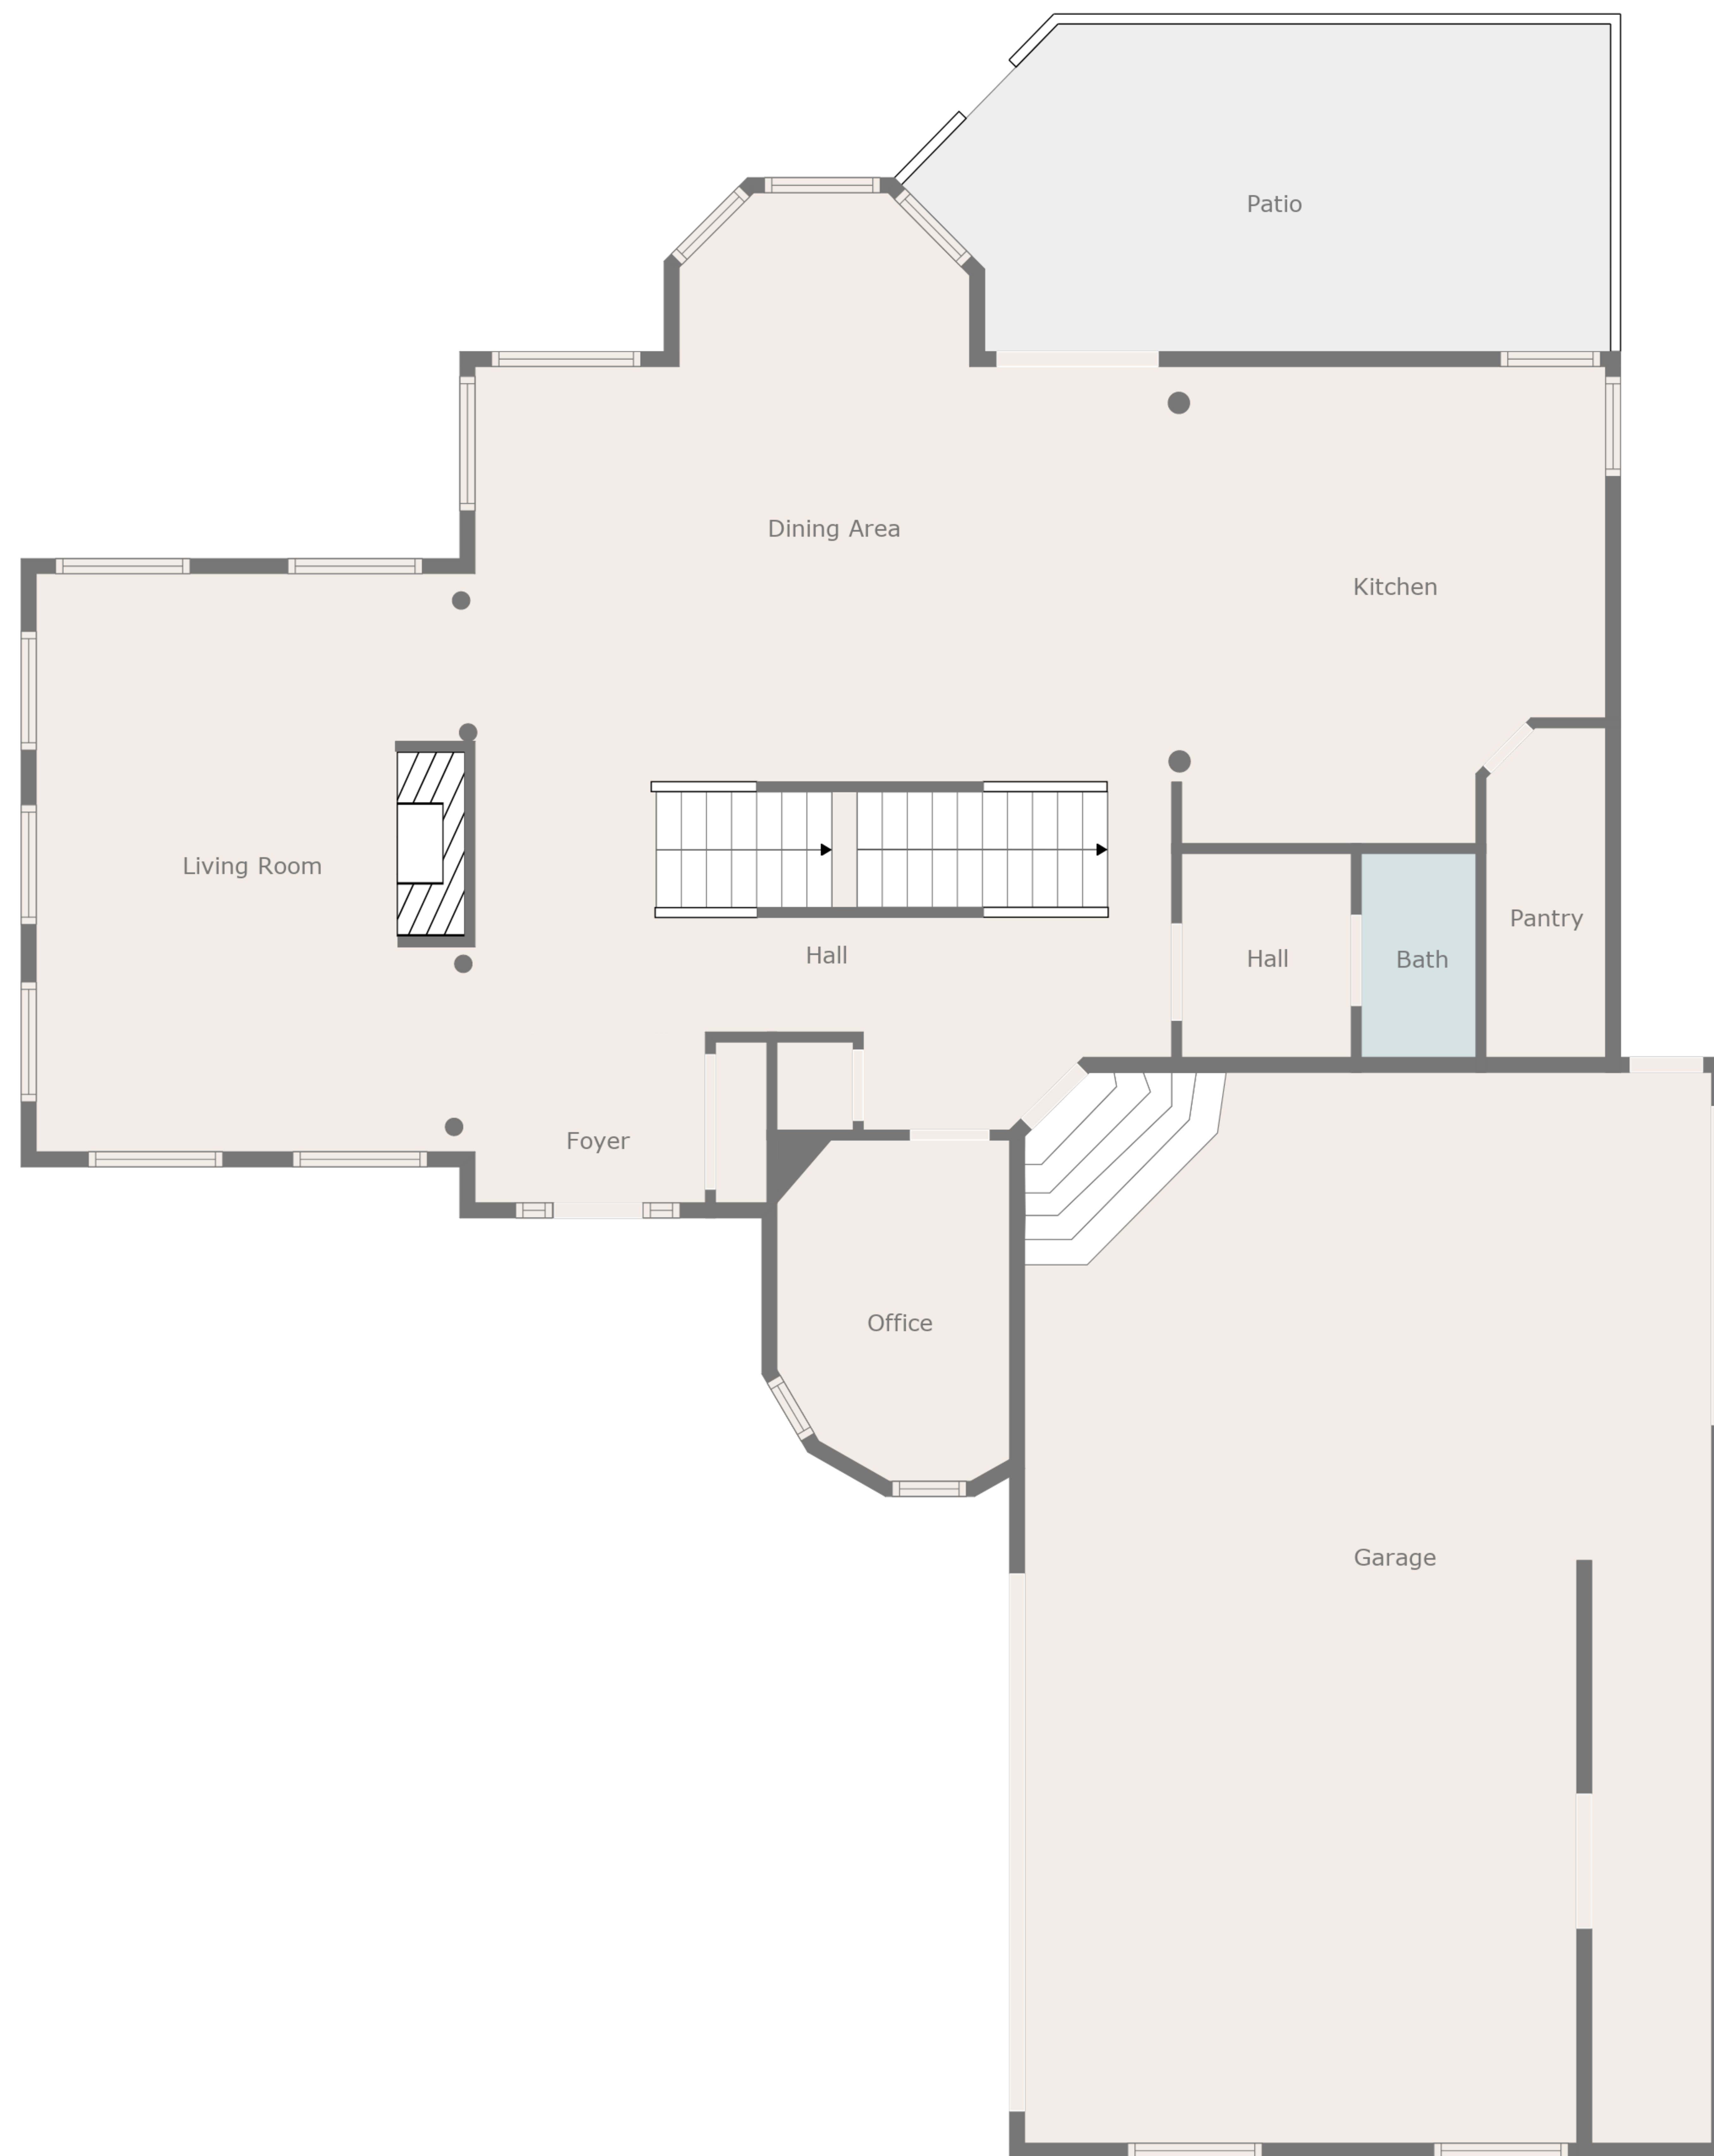 Patio
Dining Area
Kitchen
Living Room
Pantry
Hall
Hall
Bath
Foyer
Office
Garage